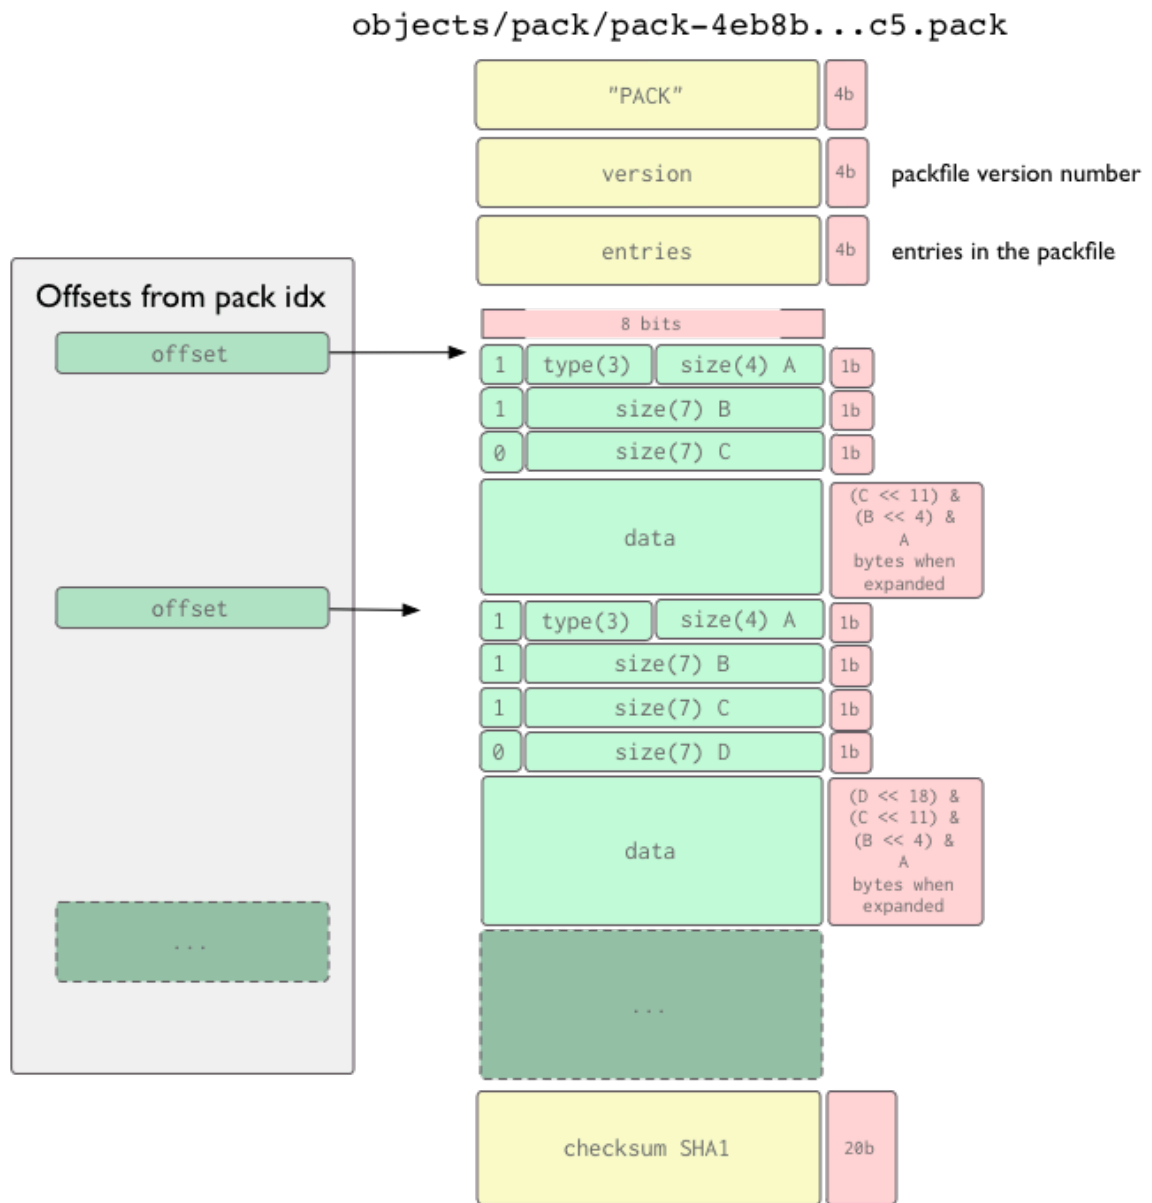 objects/pack/pack-4eb8b...c5.pack
"PACK"
4b
version
4b
packfile version number
entries
4b
entries in the packfile
Offsets from pack idx
8 bits
offset
1 type(3) size(4) A 1b
1 size(7) B 1b
0 size(7) C 1b
data
(C << 11) &
(B << 4) &
A
bytes when
expanded
offset
1 type(3) size(4) A 1b
1 size(7) B 1b
1 size(7) C 1b
0 size(7) D 1b
data
(D << 18) &
(C << 11) &
(B << 4) &
A
bytes when
expanded
...
...
checksum SHA1
20b